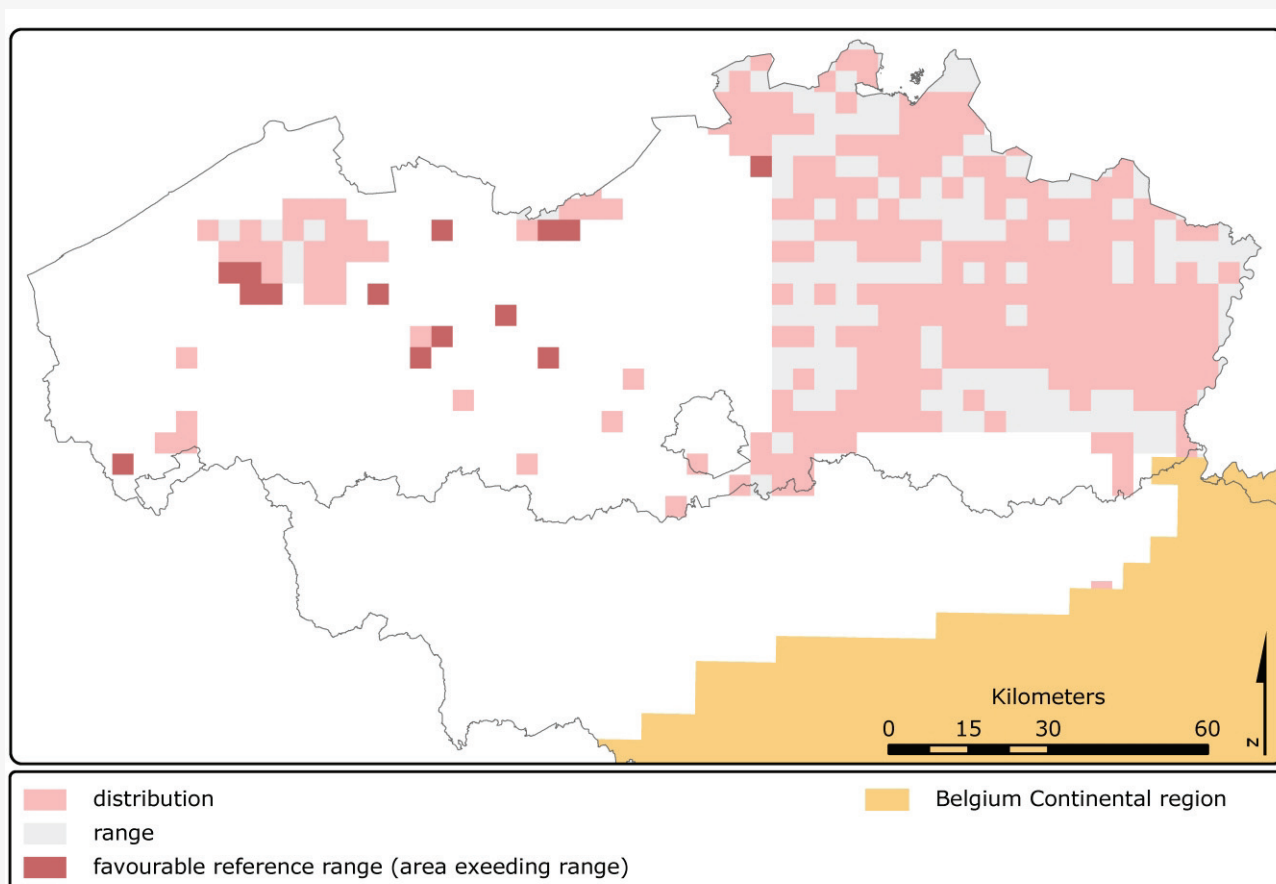 Kilometers
0 15 30 60
N
distribution
range
favourable reference range (area exeeding range)
Belgium Continental region